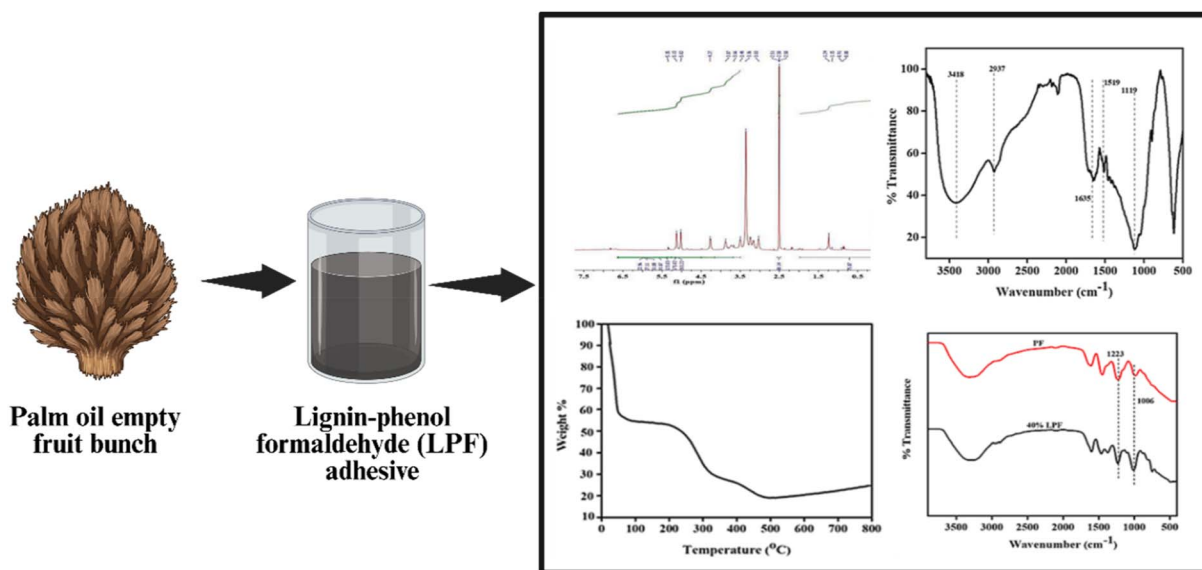 Palm oil empty
fruit bunch
Lignin-phenol
formaldehyde (LPF)
adhesive
7.5
6.5
5.5
4.5
3.5
2.5
1.5
0.5
f1 (ppm)
% Transmittance
100
80
60
40
20
3418
2937
1519
1119
1635
3500 3000 2500 2000 1500 1000 500
Wavenumber (cm⁻¹)
Weight %
100
90
80
70
60
50
40
30
20
10
0 100 200 300 400 500 600 700 800
Temperature (°C)
% Transmittance
PF
1223
1006
40% LPF
3500 3000 2500 2000 1500 1000 500
Wavenumber (cm⁻¹)